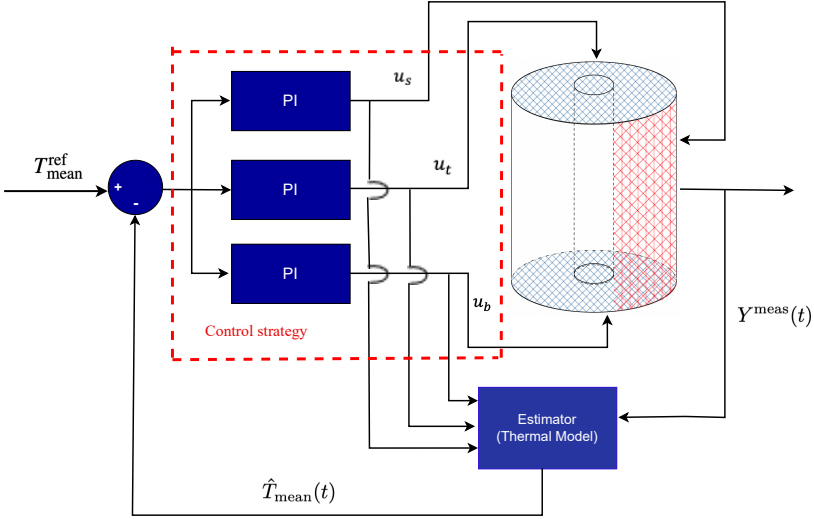 u_s
PI
u_t
T_mean^ref
PI
+
-
PI
u_b
Y^meas(t)
Control strategy
Estimator
(Thermal Model)
T̂_mean(t)